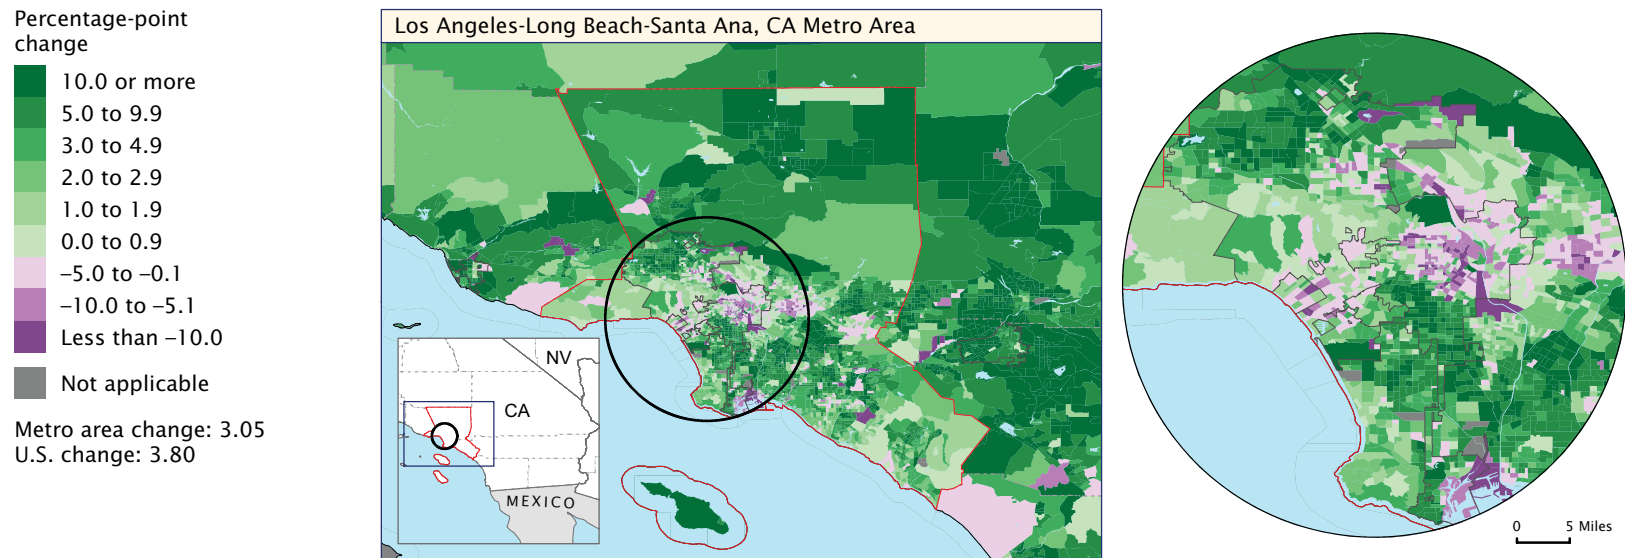 Percentage-point
change
10.0 or more
5.0 to 9.9
3.0 to 4.9
2.0 to 2.9
1.0 to 1.9
0.0 to 0.9
–5.0 to –0.1
–10.0 to –5.1
Less than –10.0
Not applicable
Metro area change: 3.05
U.S. change: 3.80
Los Angeles-Long Beach-Santa Ana, CA Metro Area
NV
CA
MEXICO
0 5 Miles